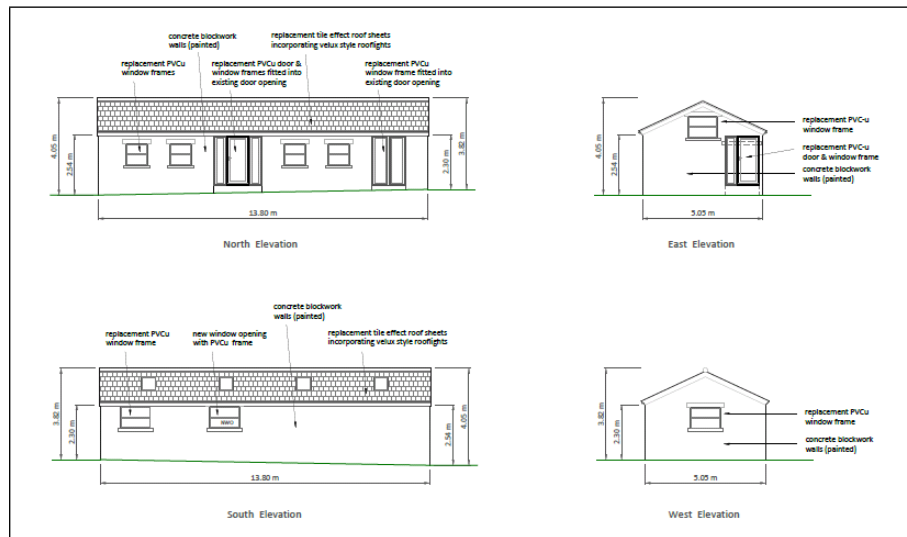 concrete blockwork
walls (painted)
replacement tile effect roof sheets
incorporating velux style rooflights
replacement PVCu
window frames
replacement PVCu door &
window frames fitted into
existing door opening
replacement PVCu
window frame fitted into
existing door opening
4.05 m
2.54 m
2.30 m
3.82 m
13.80 m
North Elevation
replacement PVC-u
window frame
replacement PVC-u
door & window frame
concrete blockwork
walls (painted)
4.05 m
2.54 m
5.05 m
East Elevation
concrete blockwork
walls (painted)
replacement PVCu
window frame
new window opening
with PVCu frame
replacement tile effect roof sheets
incorporating velux style rooflights
3.82 m
2.30 m
2.54 m
4.05 m
13.80 m
South Elevation
replacement PVCu
window frame
concrete blockwork
walls (painted)
3.82 m
2.30 m
5.05 m
West Elevation